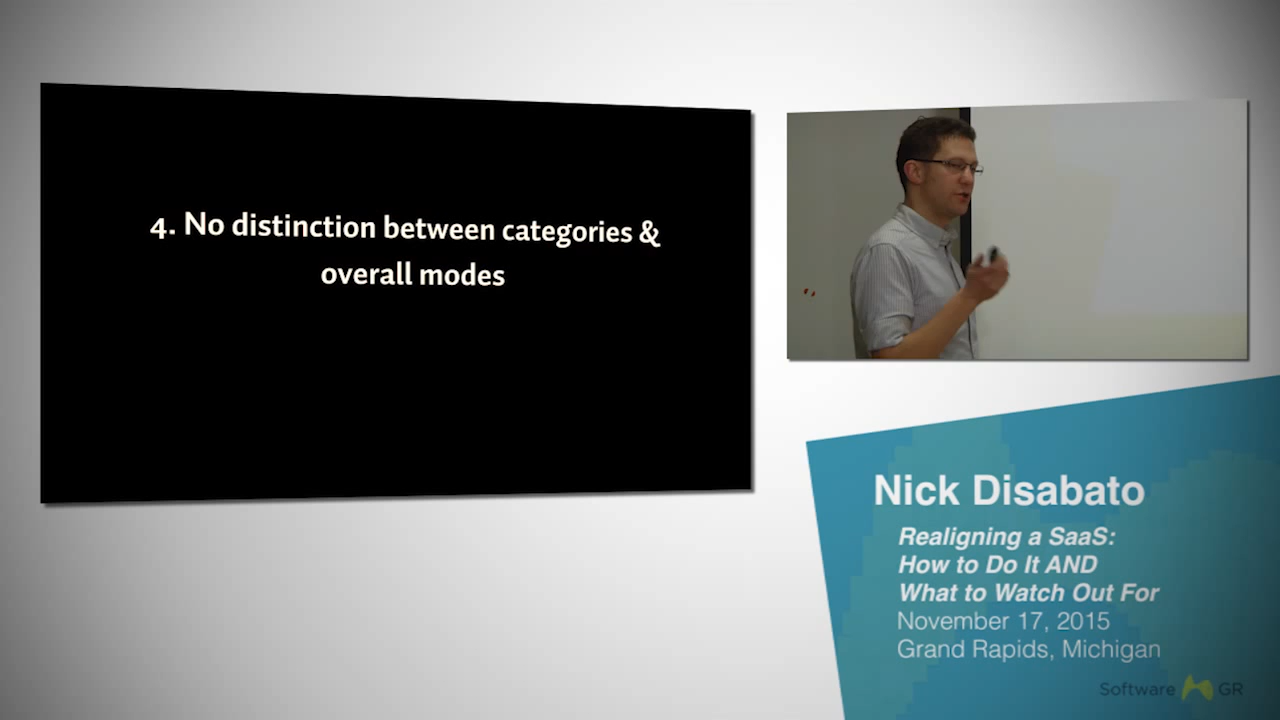 4. No distinction between categories &
overall modes
Nick Disabato
Realigning a SaaS:
How to Do It AND
What to Watch Out For
November 17, 2015
Grand Rapids, Michigan
Software GR